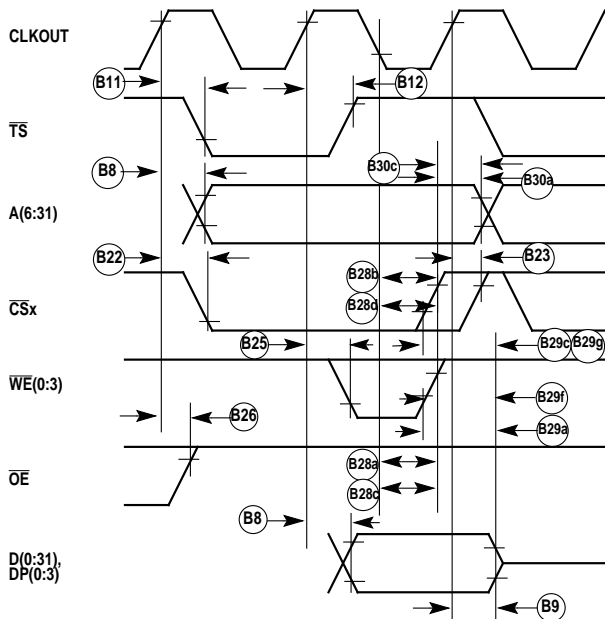 CLKOUT
B11
B12
TS
B30c
B8
B30a
A(6:31)
B22
B23
B28b
CSx
B28d
B25
B29c B29g
WE(0:3)
B29f
B26
B29a
OE
B28a
B28c
B8
D(0:31),
DP(0:3)
B9